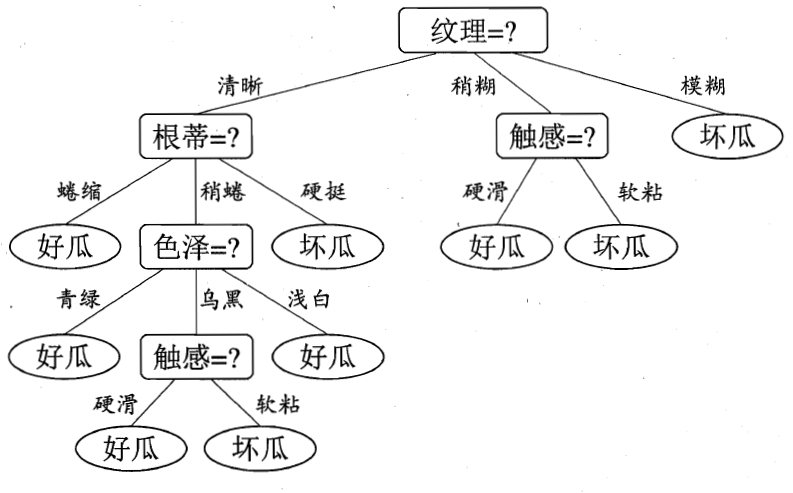 纹理=?
清晰 稍糊 模糊
根蒂=? 触感=? 坏瓜
蜷缩 稍蜷 硬挺 硬滑 软粘
好瓜 色泽=? 坏瓜 好瓜 坏瓜
青绿 乌黑 浅白
好瓜 触感=? 好瓜
硬滑 软粘
好瓜 坏瓜